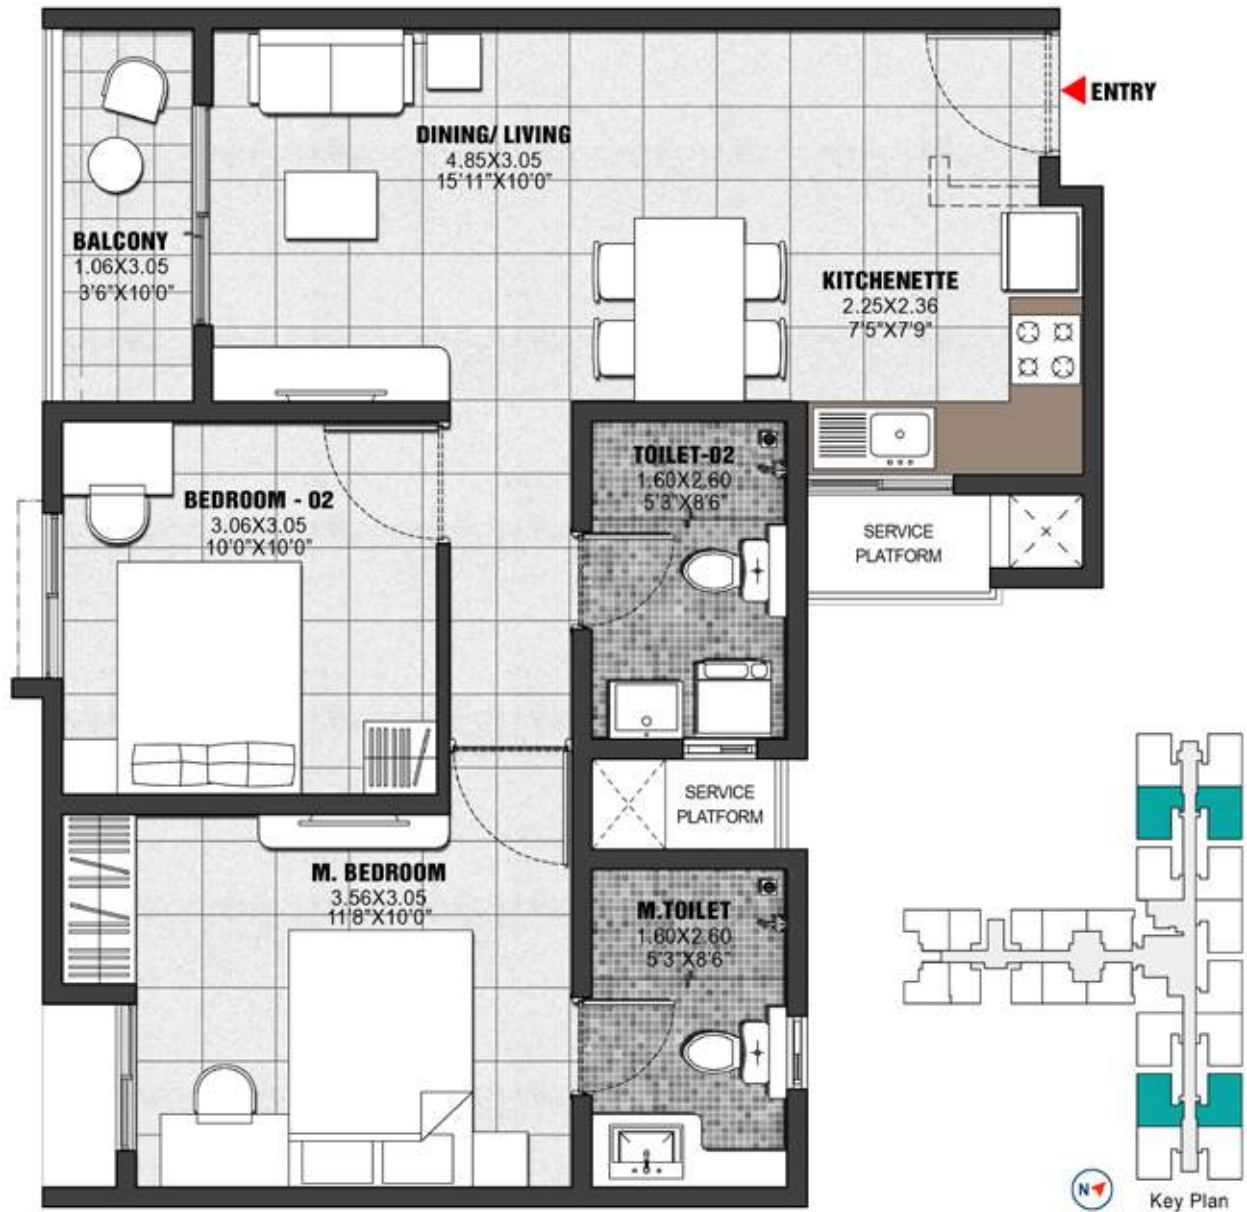 ENTRY
DINING/ LIVING
4.85X3.05
15'11"X10'0"
BALCONY
1.06X3.05
3'6"X10'0"
KITCHENETTE
2.25X2.36
7'5"X7'9"
TOILET-02
1.60X2.60
5'3"X8'6"
BEDROOM - 02
3.06X3.05
10'0"X10'0"
SERVICE
PLATFORM
SERVICE
PLATFORM
M. BEDROOM
3.56X3.05
11'8"X10'0"
M.TOILET
1.60X2.60
5'3"X8'6"
N
Key Plan